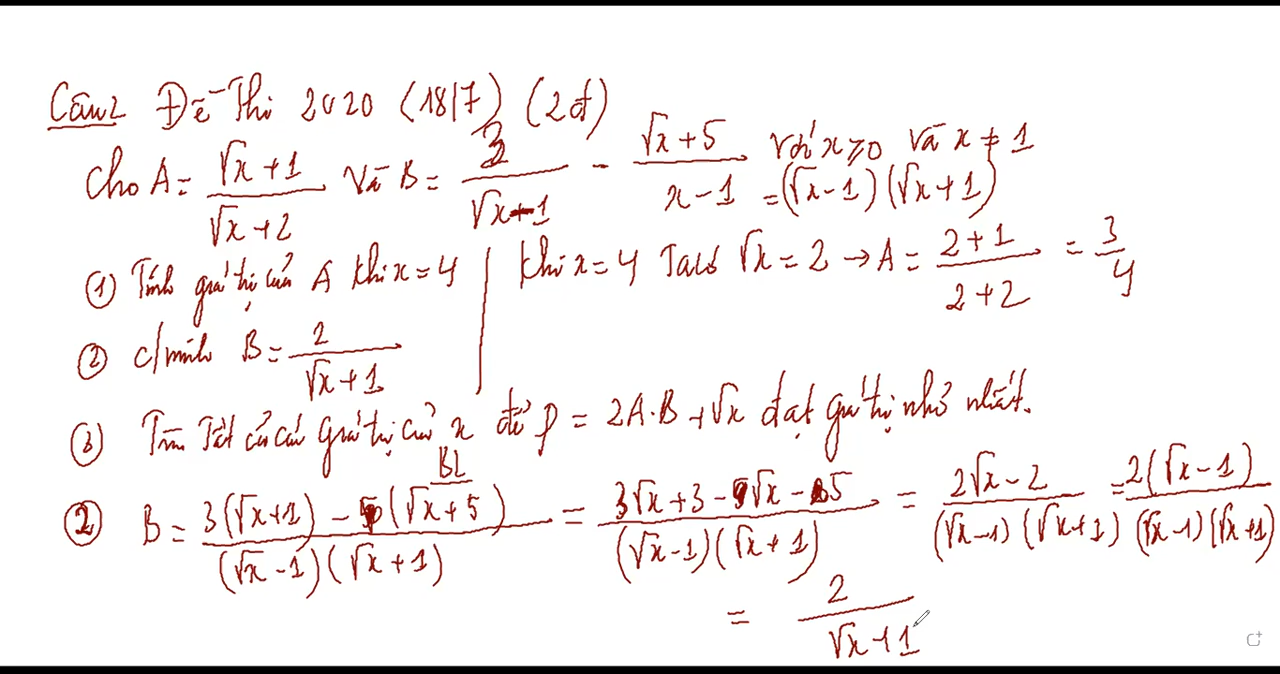 Câu 2 Đề Thi 2020 (18/7) (2đ)
Cho A = (√x + 1)/(√x + 2) Và B = 3/(√x - 1) - (√x + 5)/(x - 1) Với x ≥ 0 và x ≠ 1
= (√x - 1)(√x + 1)
① Tính giá trị của A khi x = 4
Khi x = 4 Ta có √x = 2 → A = (2 + 1)/(2 + 2) = 3/4
② c/minh B = 2/(√x + 1)
③ Tìm Tất cả các giá trị của x để P = 2A.B + √x đạt giá trị nhỏ nhất.
BL
② B = (3(√x + 1) - (√x + 5))/((√x - 1)(√x + 1)) = (3√x + 3 - √x - 5)/((√x - 1)(√x + 1)) = (2√x - 2)/((√x - 1)(√x + 1)) = (2(√x - 1))/((√x - 1)(√x + 1))
= 2/(√x + 1)